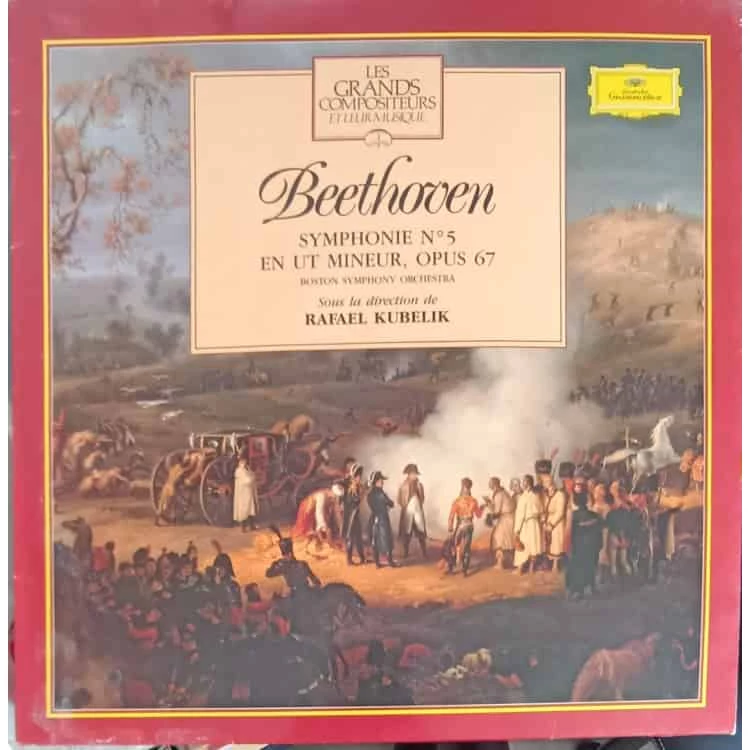 LES
GRANDS
COMPOSITEURS
ET LEUR MUSIQUE
Deutsche
Grammophon
Beethoven
SYMPHONIE N° 5
EN UT MINEUR, OPUS 67
BOSTON SYMPHONY ORCHESTRA
Sous la direction de
RAFAEL KUBELIK